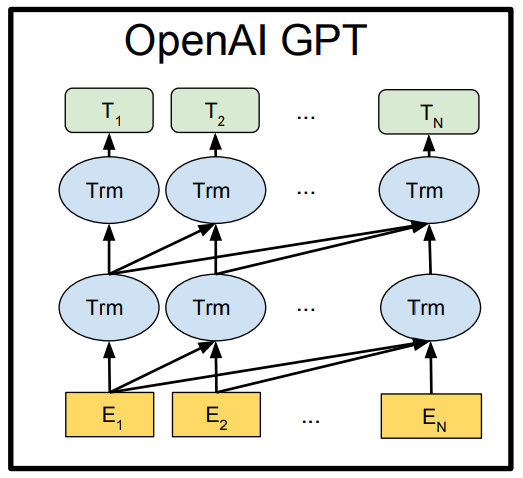 OpenAI GPT
T1 T2 ... TN
Trm Trm ... Trm
Trm Trm ... Trm
E1 E2 ... EN